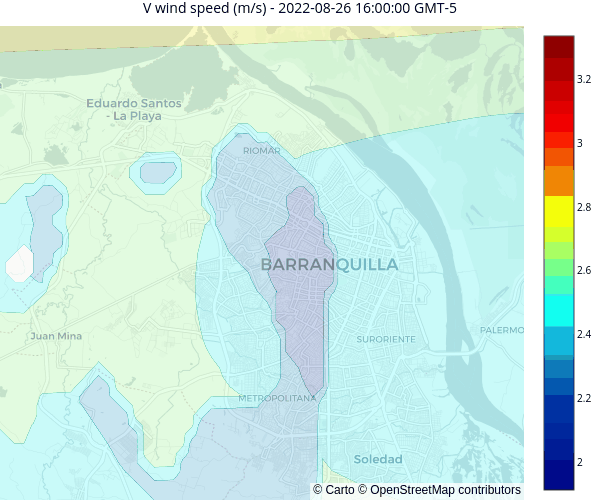 V wind speed (m/s) - 2022-08-26 16:00:00 GMT-5
3.2
3
2.8
2.6
2.4
2.2
2
Eduardo Santos
- La Playa
RIOMAR
BARRANQUILLA
Juan Mina
SURORIENTE
PALERMO
METROPOLITANA
Soledad
© Carto © OpenStreetMap contributors